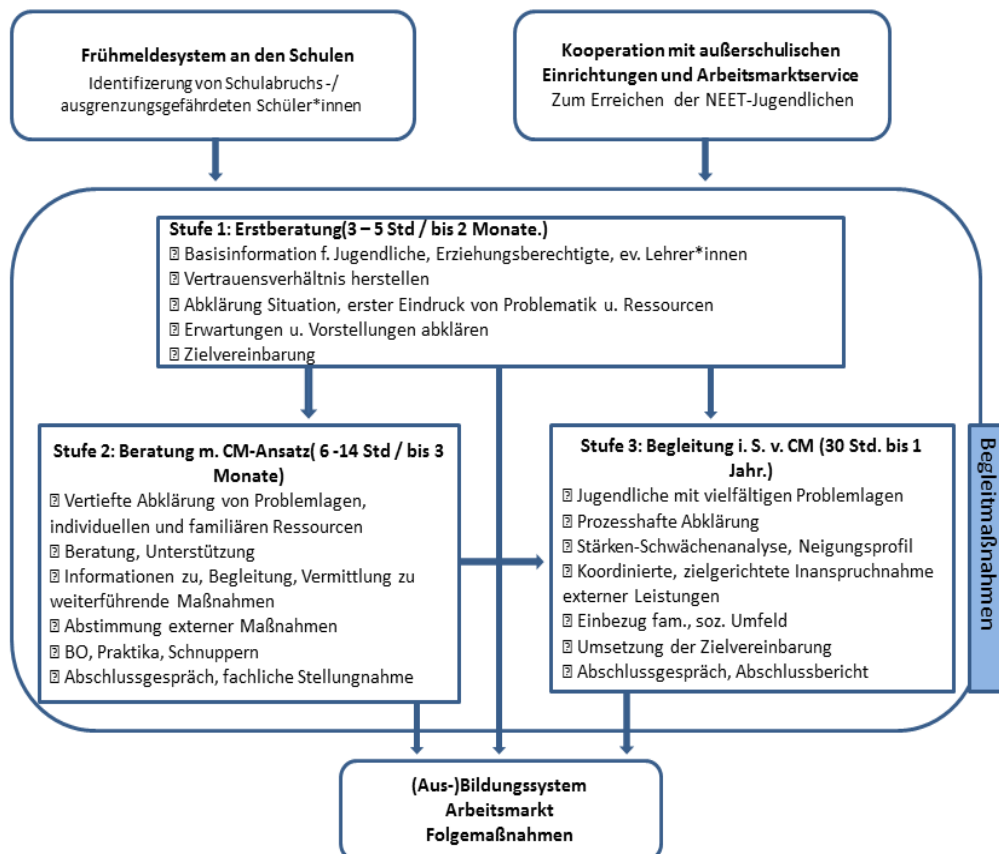 Frühmeldesystem an den Schulen
Identifizierung von Schulabruchs -/
ausgrenzungsgefährdeten Schüler*innen
Kooperation mit außerschulischen
Einrichtungen und Arbeitsmarktservice
Zum Erreichen der NEET-Jugendlichen
Stufe 1: Erstberatung(3 – 5 Std / bis 2 Monate.)
⍰ Basisinformation f. Jugendliche, Erziehungsberechtigte, ev. Lehrer*innen
⍰ Vertrauensverhältnis herstellen
⍰ Abklärung Situation, erster Eindruck von Problematik u. Ressourcen
⍰ Erwartungen u. Vorstellungen abklären
⍰ Zielvereinbarung
Stufe 2: Beratung m. CM-Ansatz( 6 -14 Std / bis 3
Monate)
⍰ Vertiefte Abklärung von Problemlagen,
individuellen und familiären Ressourcen
⍰ Beratung, Unterstützung
⍰ Informationen zu, Begleitung, Vermittlung zu
weiterführende Maßnahmen
⍰ Abstimmung externer Maßnahmen
⍰ BO, Praktika, Schnuppern
⍰ Abschlussgespräch, fachliche Stellungnahme
Stufe 3: Begleitung i. S. v. CM (30 Std. bis 1
Jahr.)
⍰ Jugendliche mit vielfältigen Problemlagen
⍰ Prozesshafte Abklärung
⍰ Stärken-Schwächenanalyse, Neigungsprofil
⍰ Koordinierte, zielgerichtete Inanspruchnahme
externer Leistungen
⍰ Einbezug fam., soz. Umfeld
⍰ Umsetzung der Zielvereinbarung
⍰ Abschlussgespräch, Abschlussbericht
Begleitmaßnahmen
(Aus-)Bildungssystem
Arbeitsmarkt
Folgemaßnahmen